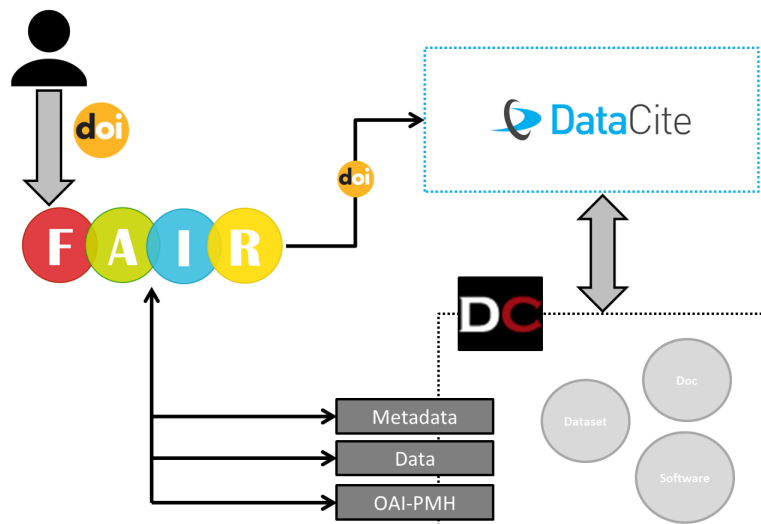 doi
DataCite
doi
F A I R
DC
Metadata
Data
OAI-PMH
Doc
Dataset
Software